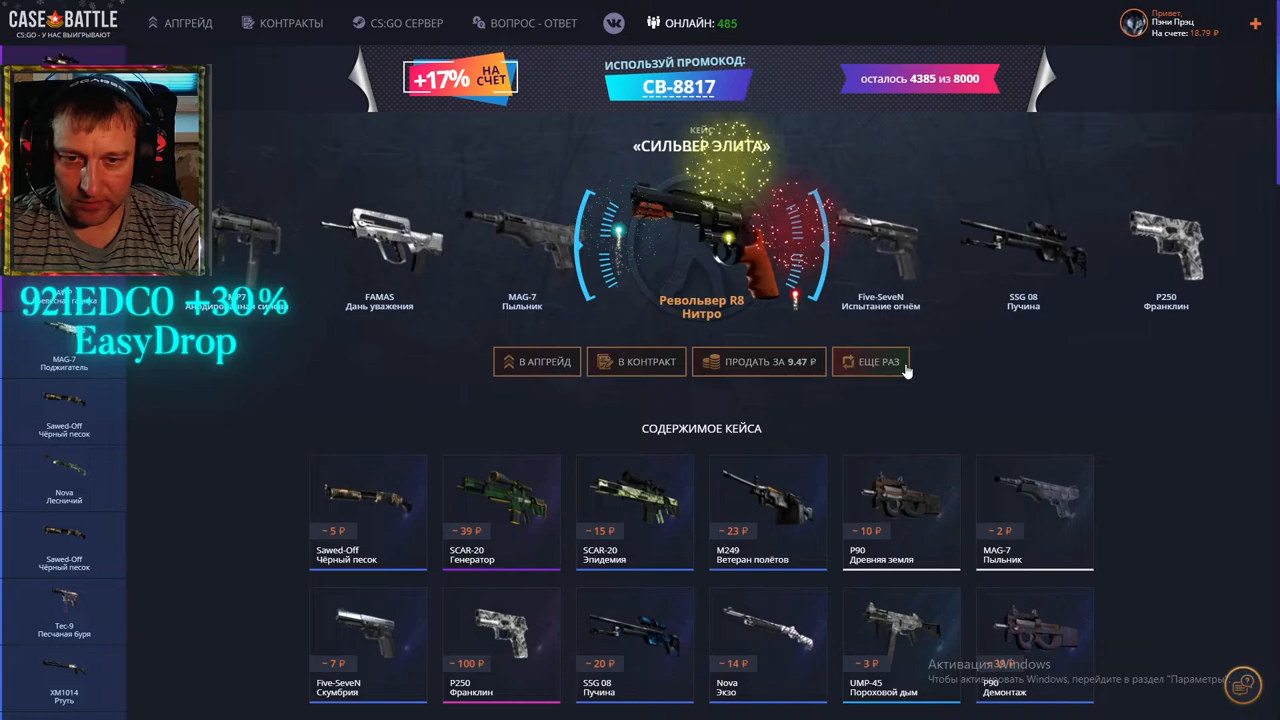 CASE BATTLE
CS:GO - У НАС ВЫИГРЫВАЮТ
АПГРЕЙД
КОНТРАКТЫ
CS:GO СЕРВЕР
ВОПРОС - ОТВЕТ
ОНЛАЙН: 485
Привет,
Пэни Прэц
На счете: 18.79 ₽
+17%
НА
СЧЕТ
ИСПОЛЬЗУЙ ПРОМОКОД:
CB-8817
осталось 4385 из 8000
КЕЙС
«СИЛЬВЕР ЭЛИТА»
FAMAS
Дань уважения
MAG-7
Пыльник
Револьвер R8
Нитро
Five-SeveN
Испытание огнём
SSG 08
Пучина
P250
Франклин
921EDC0 +30%
EasyDrop
В АПГРЕЙД
В КОНТРАКТ
ПРОДАТЬ ЗА 9.47 ₽
ЕЩЕ РАЗ
MAG-7
Поджигатель
Sawed-Off
Чёрный песок
Nova
Лесничий
Sawed-Off
Чёрный песок
Tec-9
Песчаная буря
XM1014
Ртуть
СОДЕРЖИМОЕ КЕЙСА
~ 5 ₽
Sawed-Off
Чёрный песок
~ 39 ₽
SCAR-20
Генератор
~ 15 ₽
SCAR-20
Эпидемия
~ 23 ₽
M249
Ветеран полётов
~ 10 ₽
P90
Древняя земля
~ 2 ₽
MAG-7
Пыльник
~ 7 ₽
Five-SeveN
Скумбрия
~ 100 ₽
P250
Франклин
~ 20 ₽
SSG 08
Пучина
~ 14 ₽
Nova
Экзо
~ 3 ₽
UMP-45
Пороховой дым
P90
Демонтаж
Активация Windows
Чтобы активировать Windows, перейдите в раздел "Параметры".